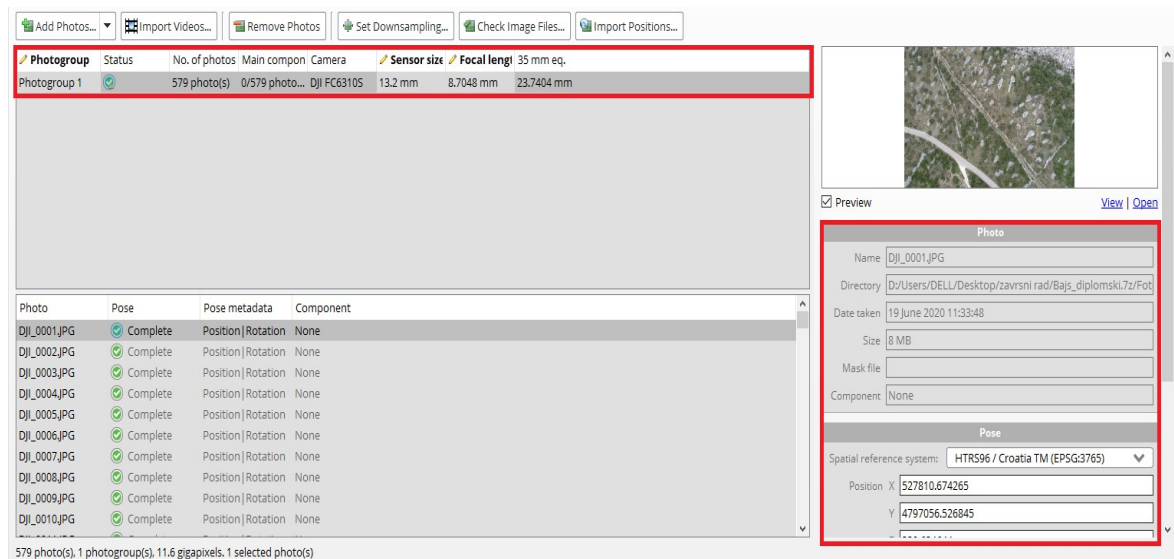 Add Photos... Import Videos... Remove Photos Set Downsampling... Check Image Files... Import Positions...
Photogroup Status No. of photos Main compon Camera Sensor size Focal lengt 35 mm eq.
Photogroup 1 579 photo(s) 0/579 photo... DJI FC6310S 13.2 mm 8.7048 mm 23.7404 mm
Preview View | Open
Photo
Name DJI_0001.JPG
Directory D:/Users/DELL/Desktop/zavrsni rad/Bajs_diplomski.7z/Fot
Date taken 19 June 2020 11:33:48
Size 8 MB
Mask file
Component None
Pose
Spatial reference system: HTRS96 / Croatia TM (EPSG:3765)
Position X 527810.674265
Y 4797056.526845
Photo Pose Pose metadata Component
DJI_0001.JPG Complete Position|Rotation None
DJI_0002.JPG Complete Position|Rotation None
DJI_0003.JPG Complete Position|Rotation None
DJI_0004.JPG Complete Position|Rotation None
DJI_0005.JPG Complete Position|Rotation None
DJI_0006.JPG Complete Position|Rotation None
DJI_0007.JPG Complete Position|Rotation None
DJI_0008.JPG Complete Position|Rotation None
DJI_0009.JPG Complete Position|Rotation None
DJI_0010.JPG Complete Position|Rotation None
579 photo(s), 1 photogroup(s), 11.6 gigapixels. 1 selected photo(s)